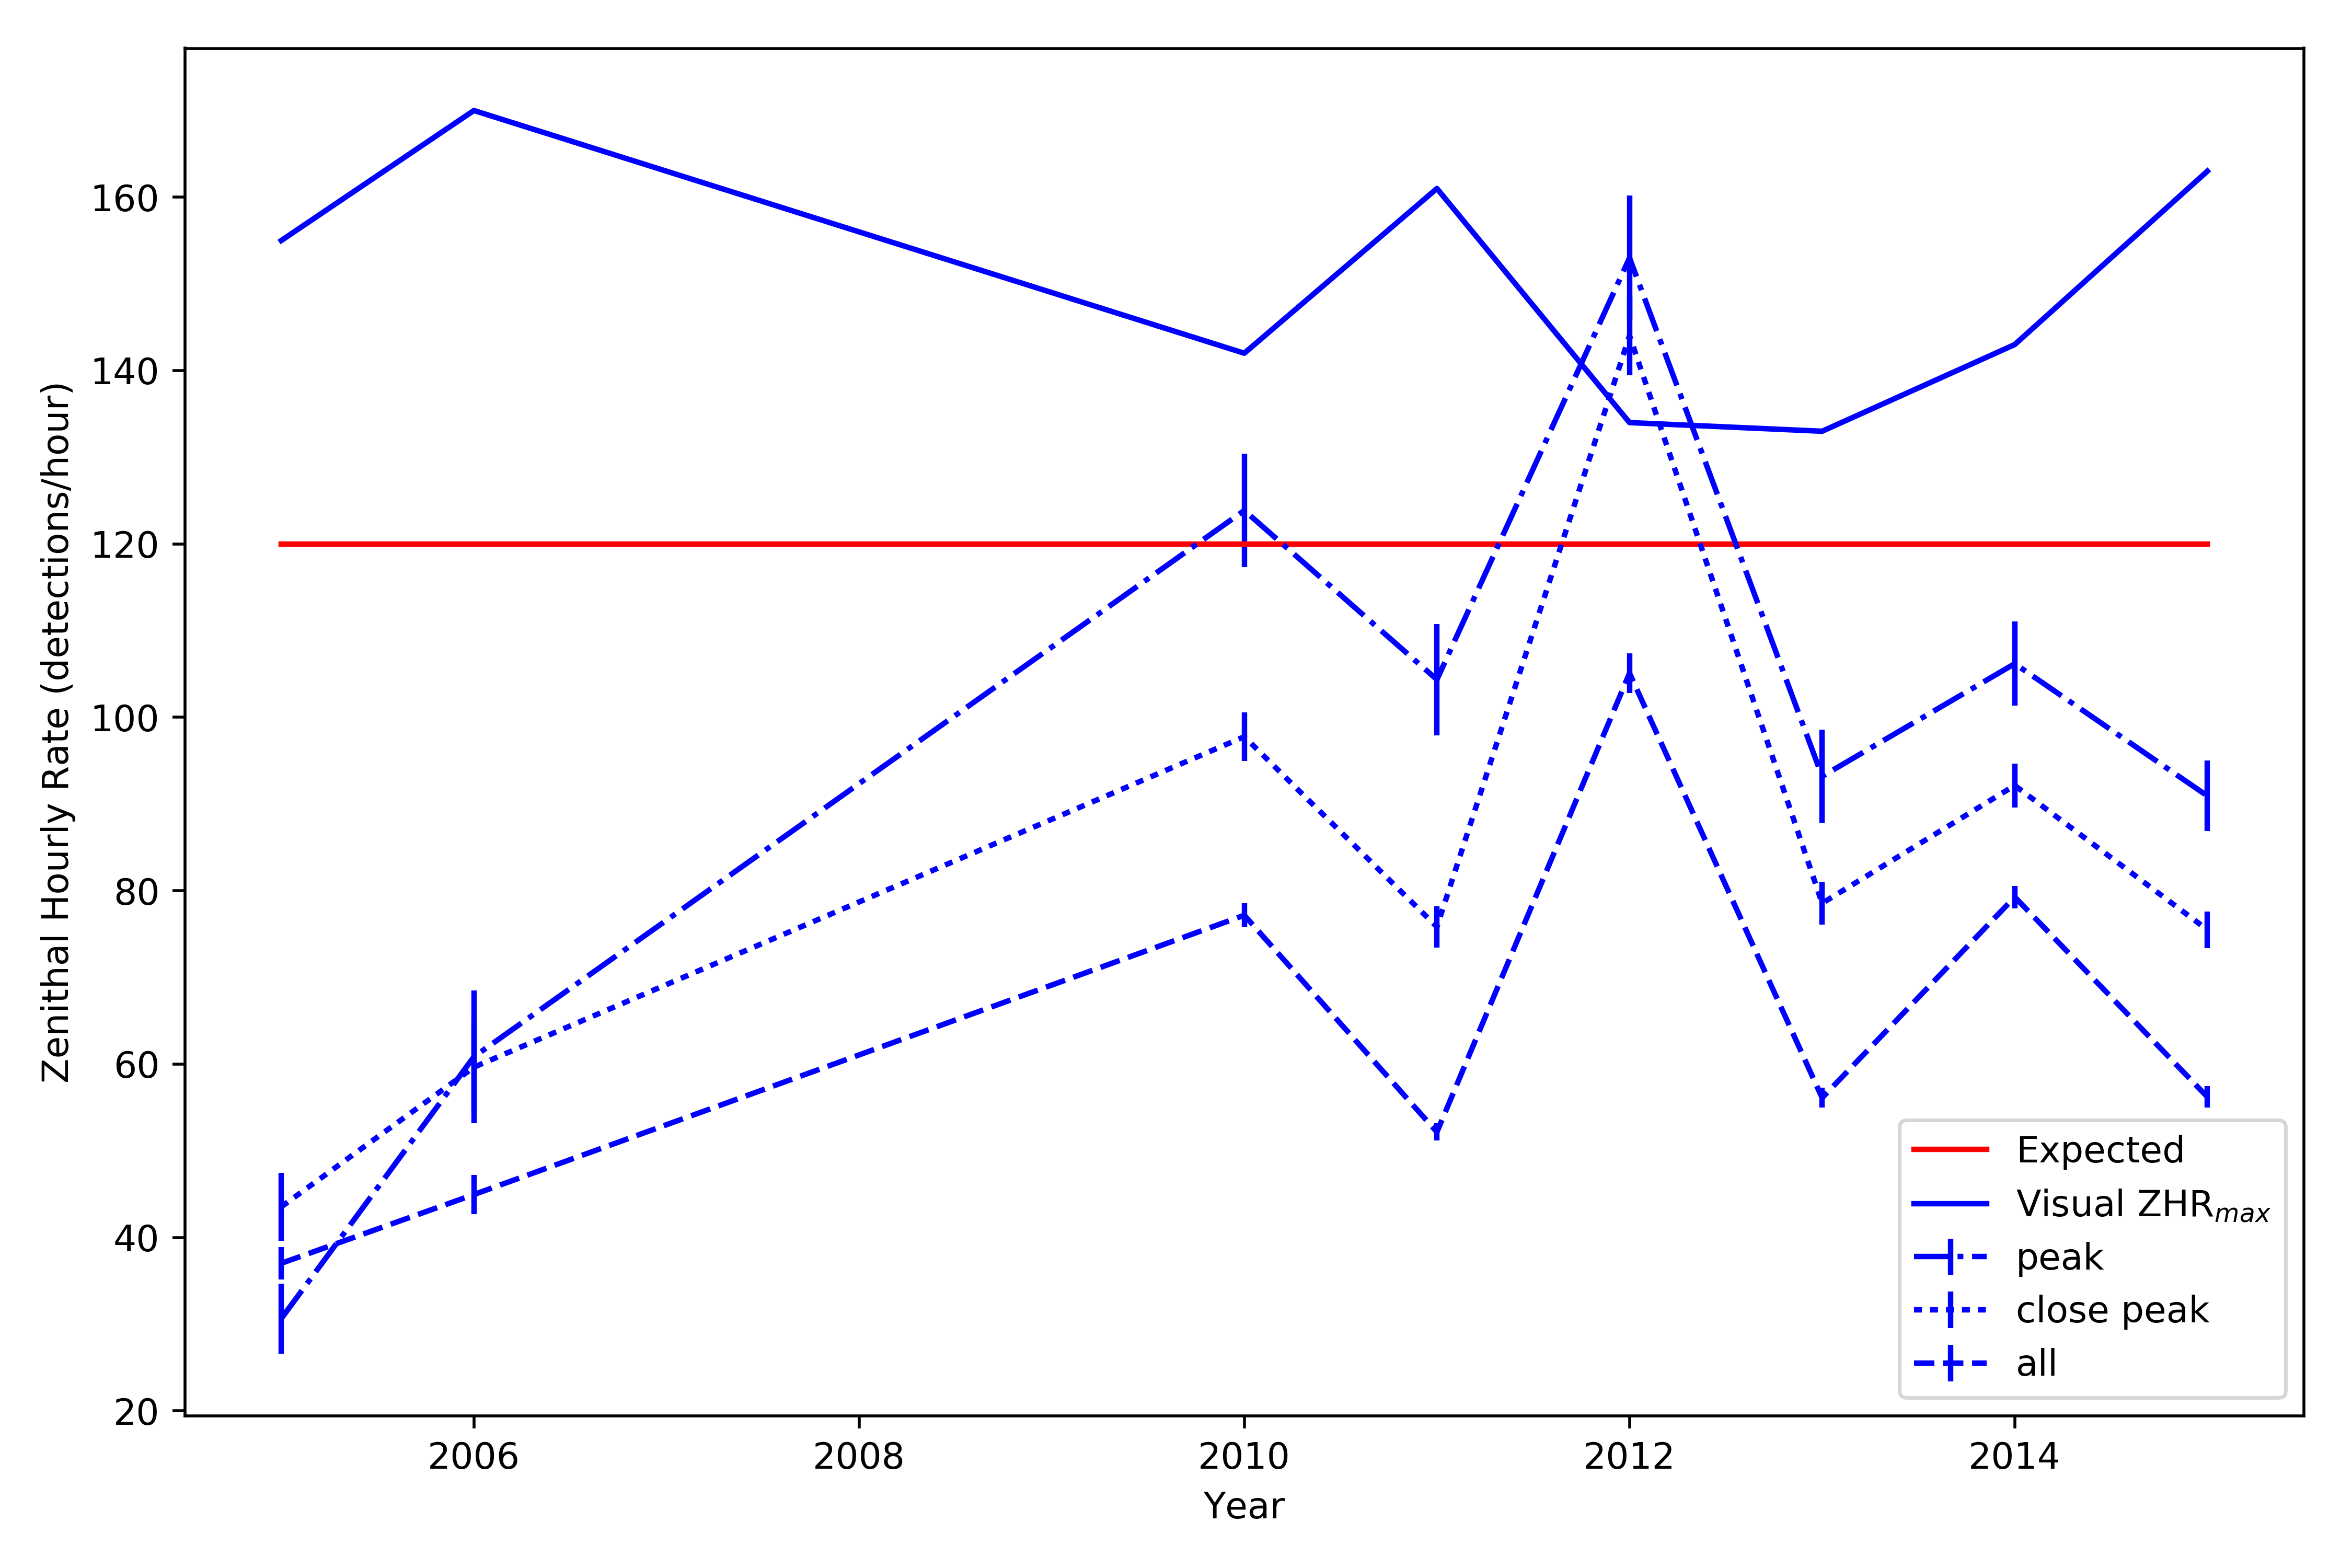 Zenithal Hourly Rate (detections/hour)
160
140
120
100
80
60
40
20
2006 2008 2010 2012 2014
Year
Expected
Visual ZHRmax
peak
close peak
all